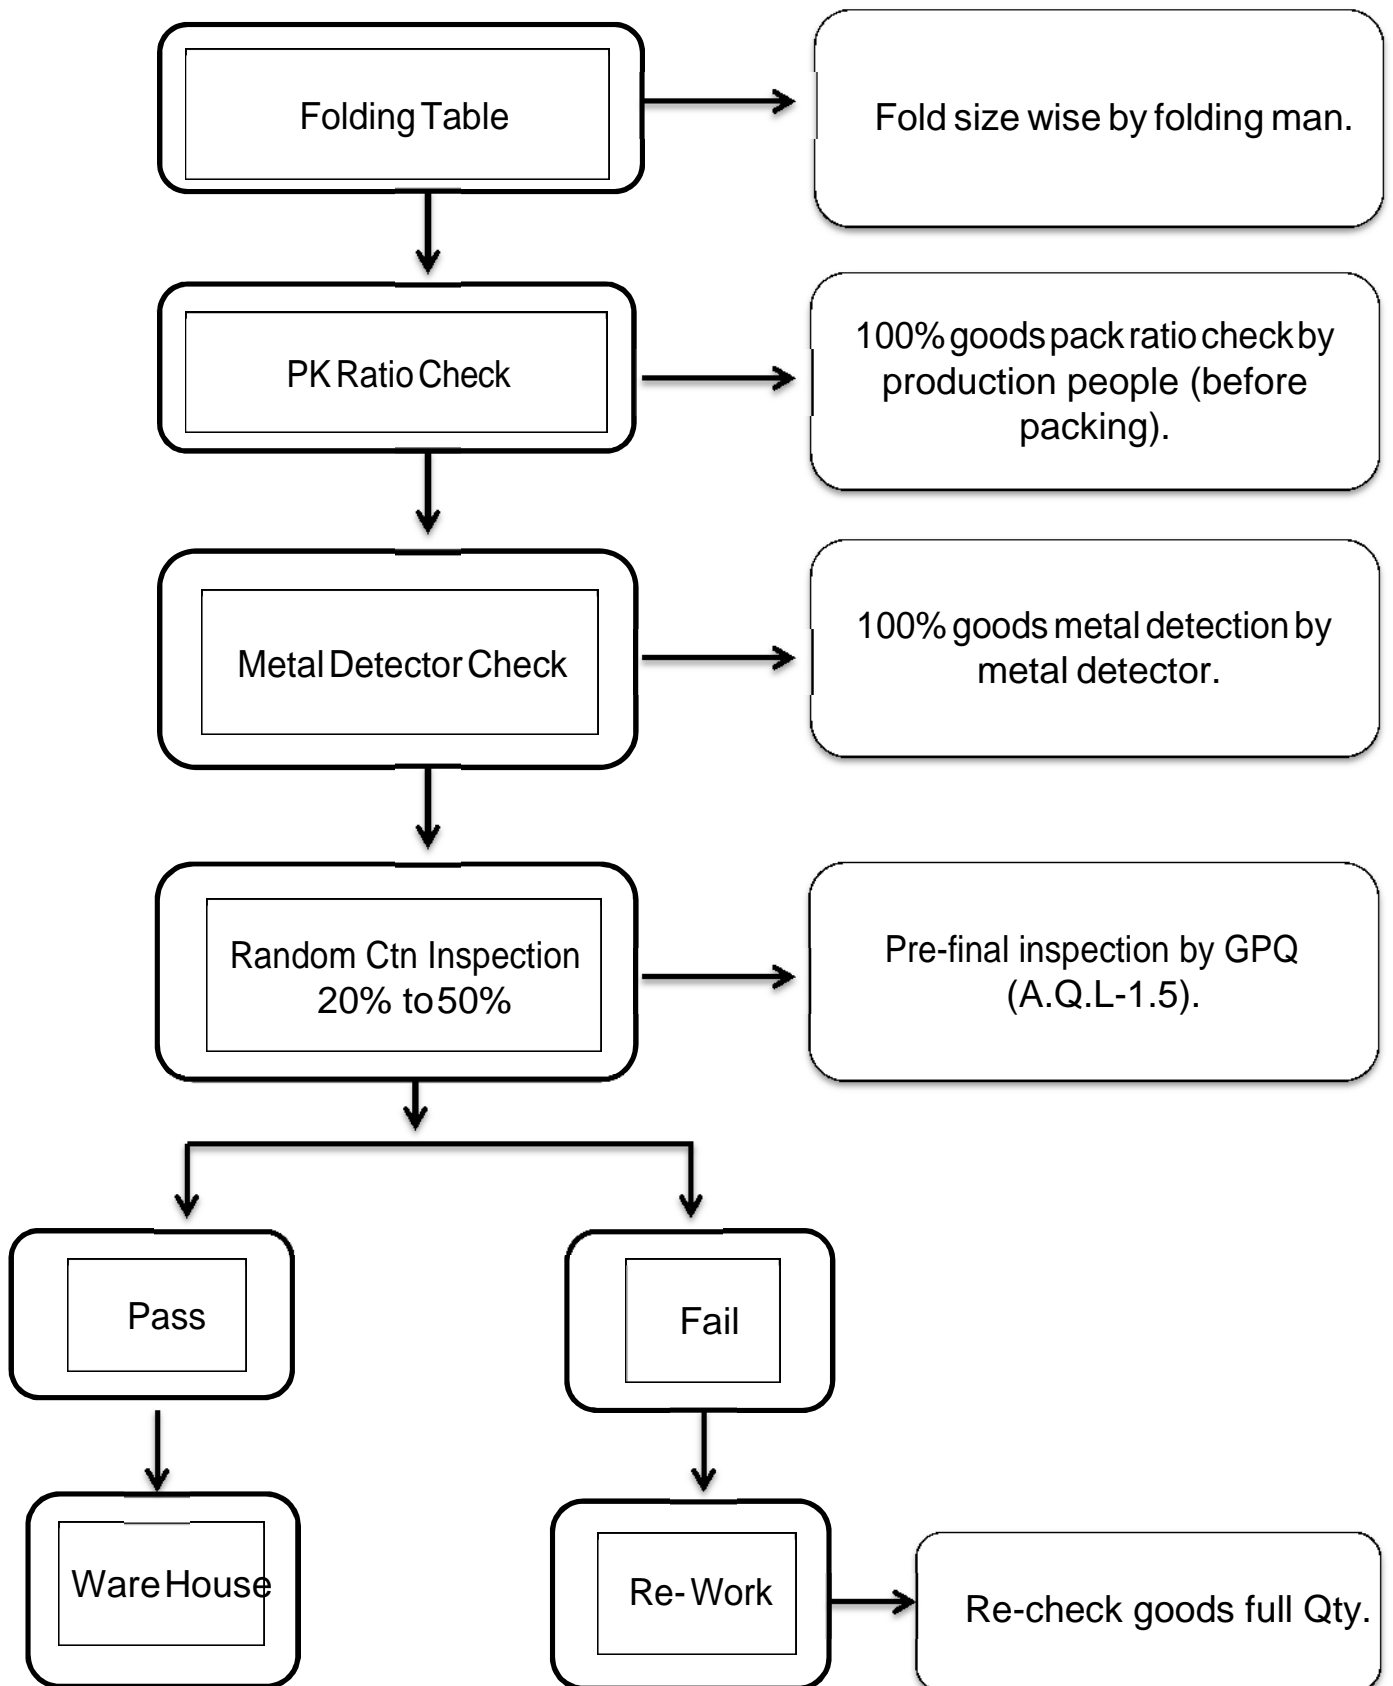 Folding Table
Fold size wise by folding man.
PK Ratio Check
100% goods pack ratio check by
production people (before
packing).
Metal Detector Check
100% goods metal detection by
metal detector.
Random Ctn Inspection
20% to 50%
Pre-final inspection by GPQ
(A.Q.L-1.5).
Pass
Fail
Ware House
Re- Work
Re-check goods full Qty.